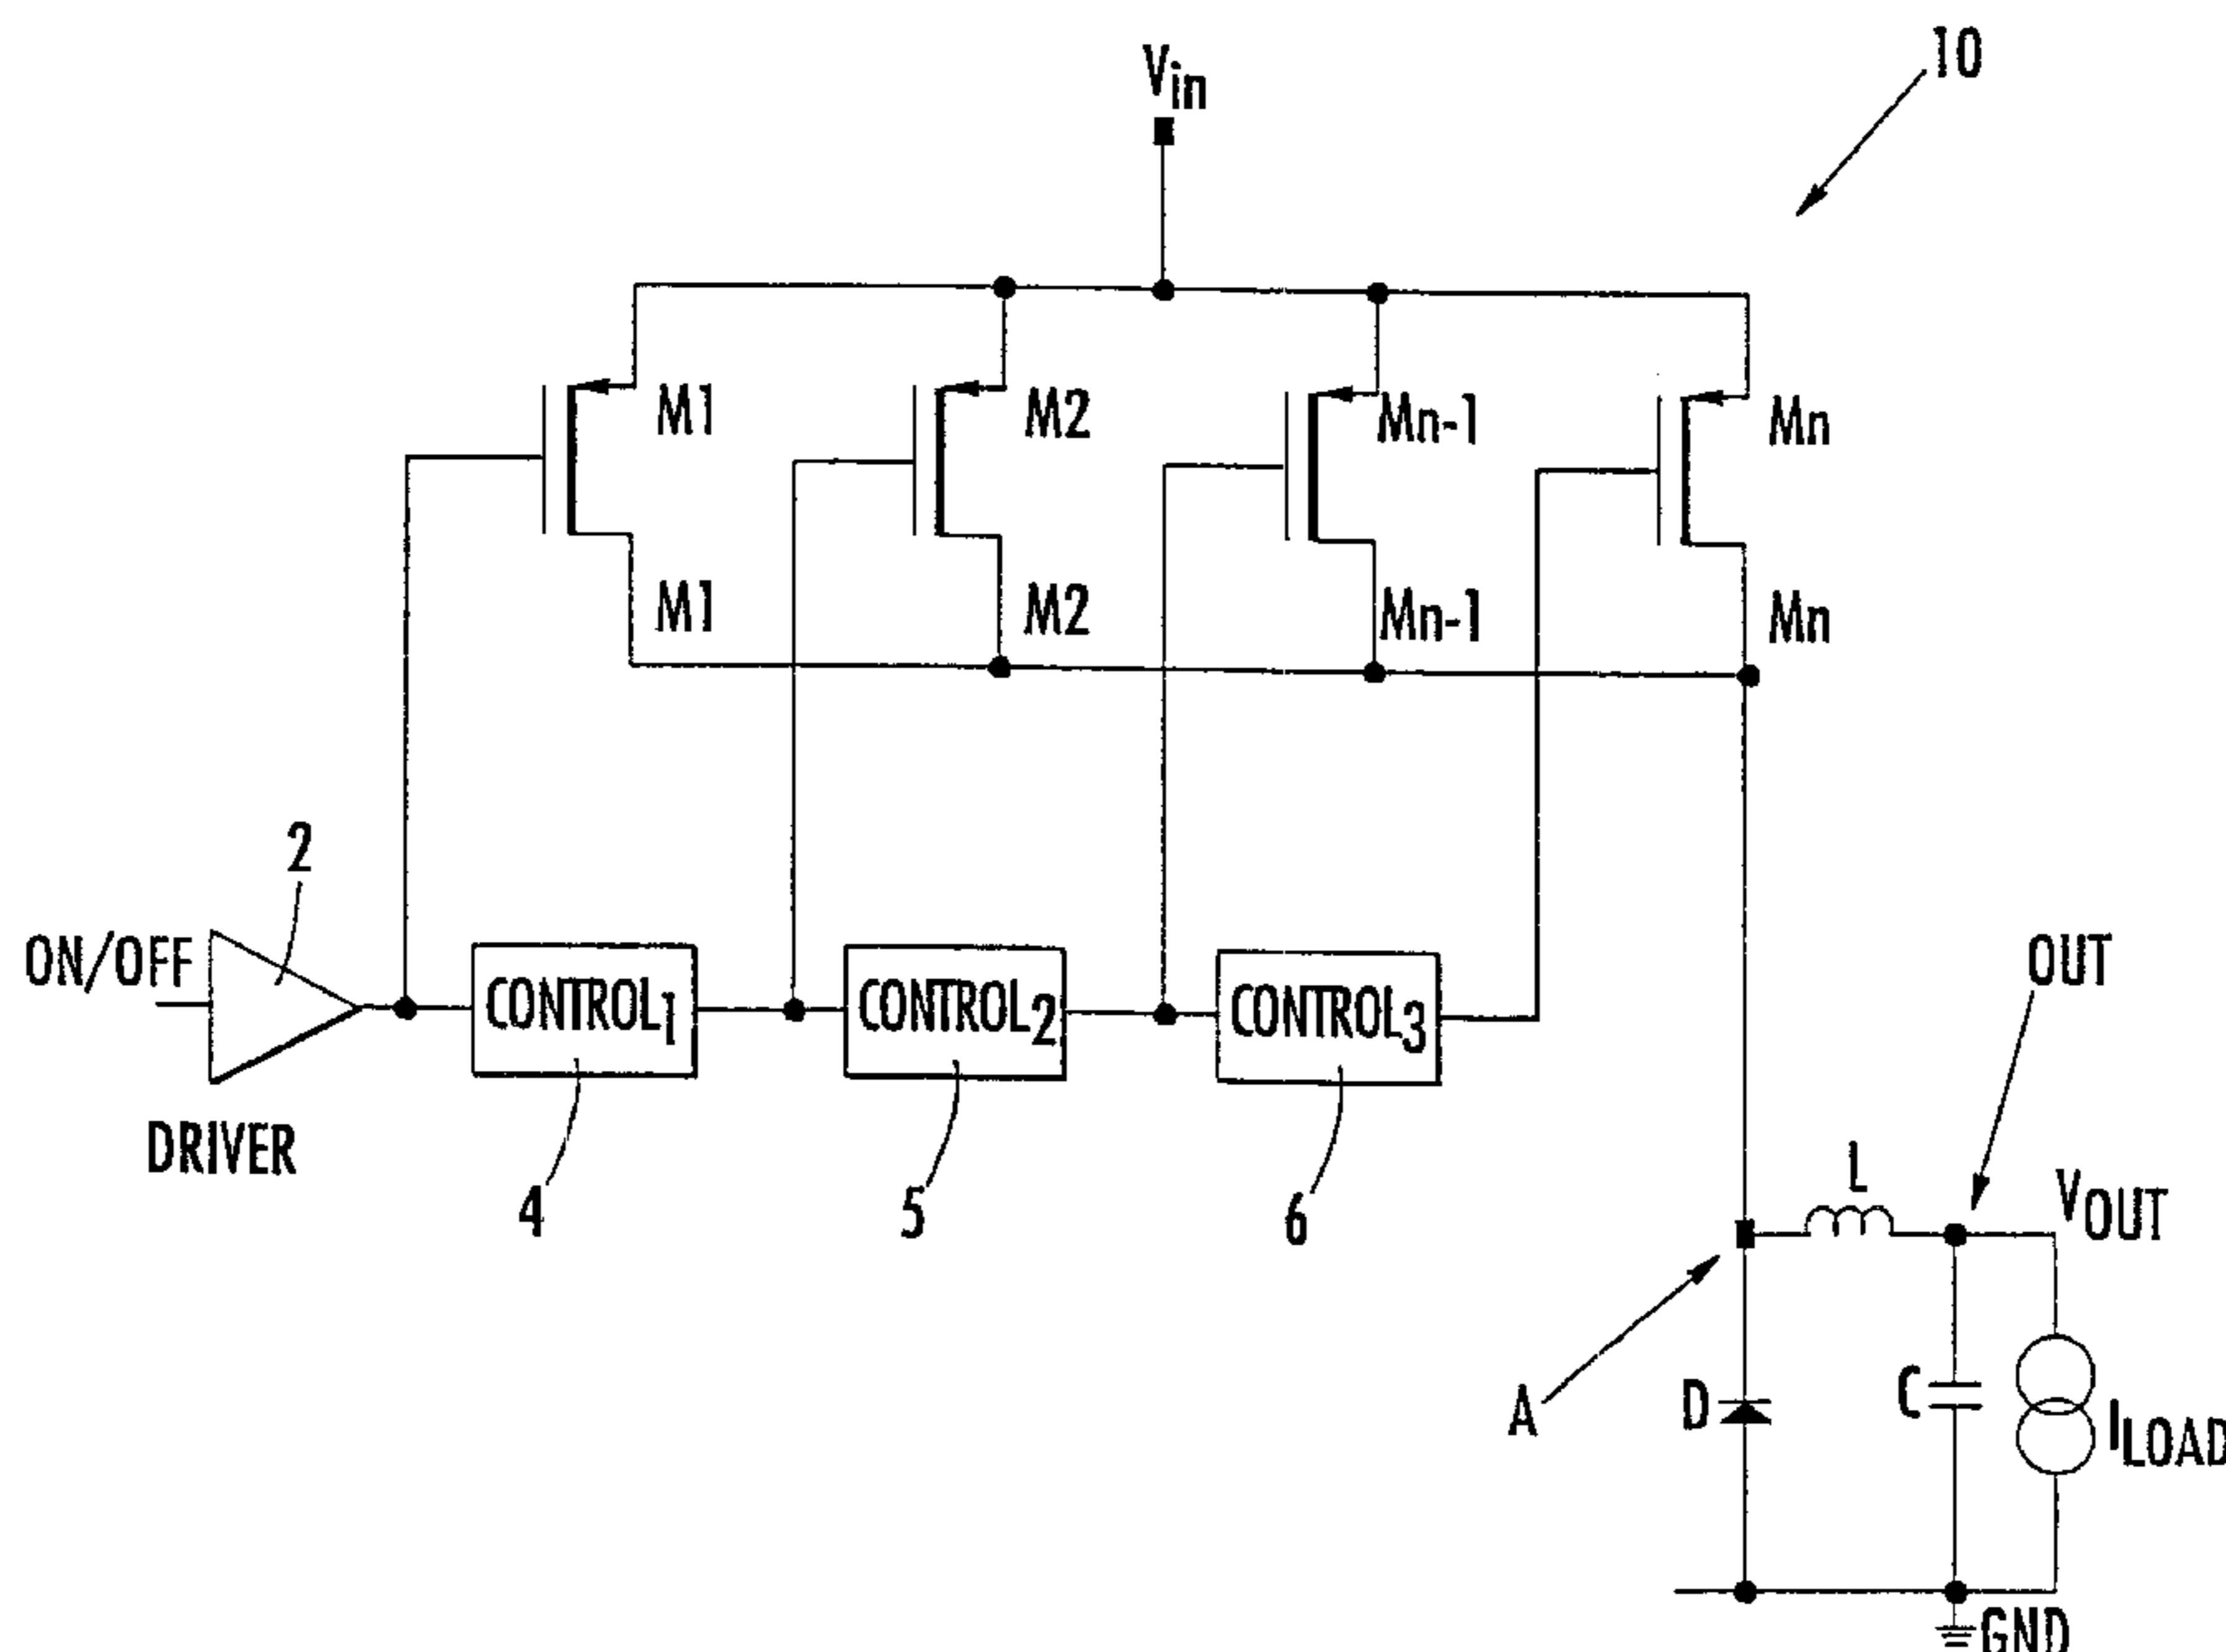 10
Vin
M1
M2
Mn-1
Mn
M1
M2
Mn-1
Mn
2
ON/OFF
CONTROL1
CONTROL2
CONTROL3
OUT
DRIVER
4
5
6
L
VOUT
A
D
C
ILOAD
GND